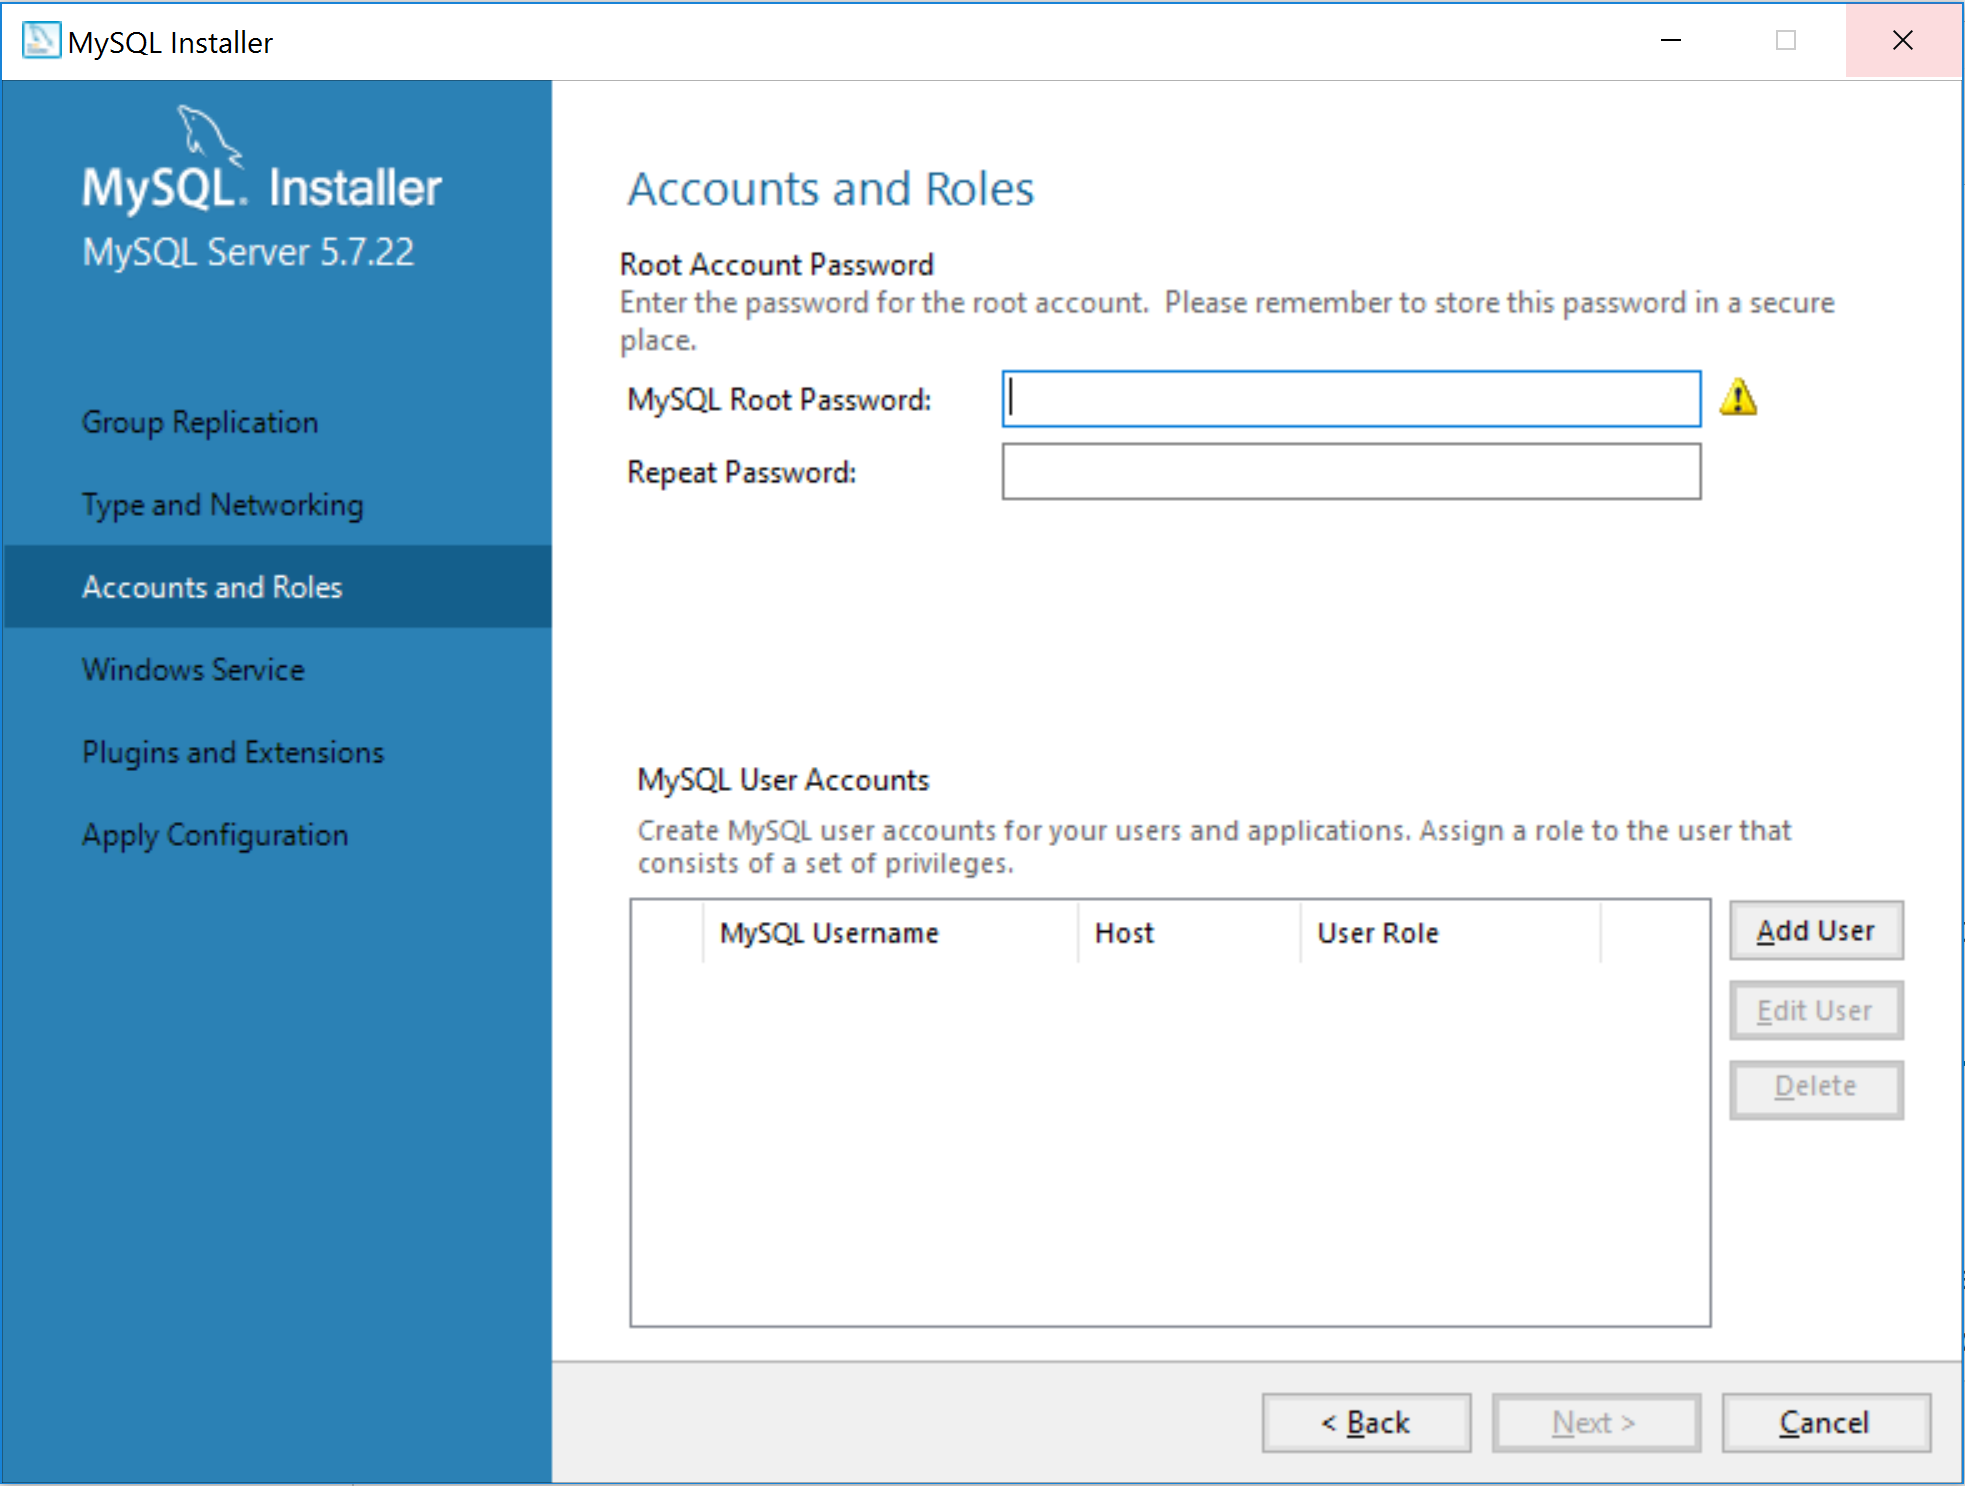 MySQL Installer
MySQL. Installer
MySQL Server 5.7.22
Group Replication
Type and Networking
Accounts and Roles
Windows Service
Plugins and Extensions
Apply Configuration
Accounts and Roles
Root Account Password
Enter the password for the root account.  Please remember to store this password in a secure
place.
MySQL Root Password:
Repeat Password:
MySQL User Accounts
Create MySQL user accounts for your users and applications. Assign a role to the user that
consists of a set of privileges.
MySQL Username Host User Role
Add User
Edit User
Delete
< Back Next > Cancel